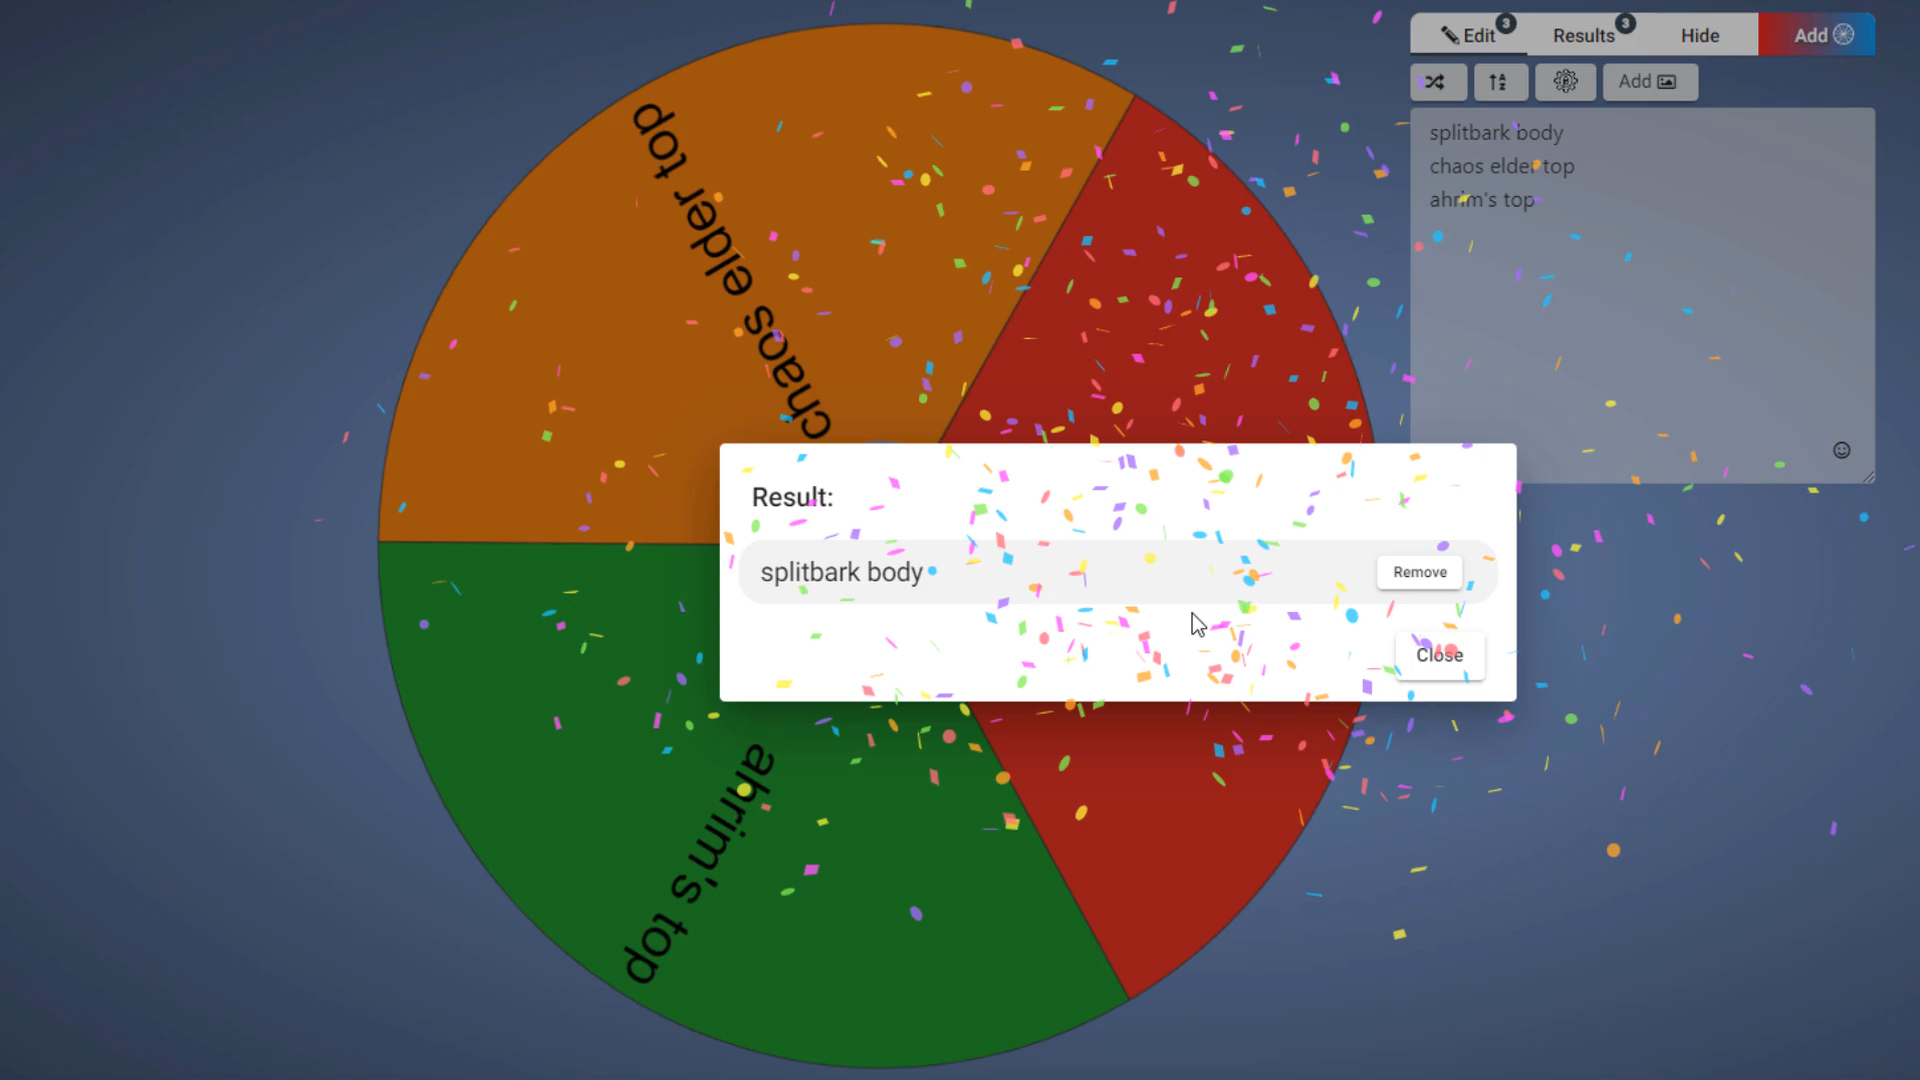 Edit 3 Results 3 Hide Add
Add
splitbark body
chaos elder top
ahrim's top
chaos elder top
Result:
splitbark body
Remove
Close
ahrim's top